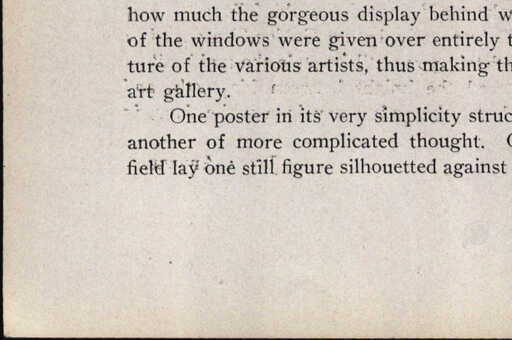 how much the gorgeous display behind
of the windows were given over entirely
ture of the various artists, thus making
art gallery.
One poster in its very simplicity
another of more complicated thought.
field lay one still figure silhouetted against